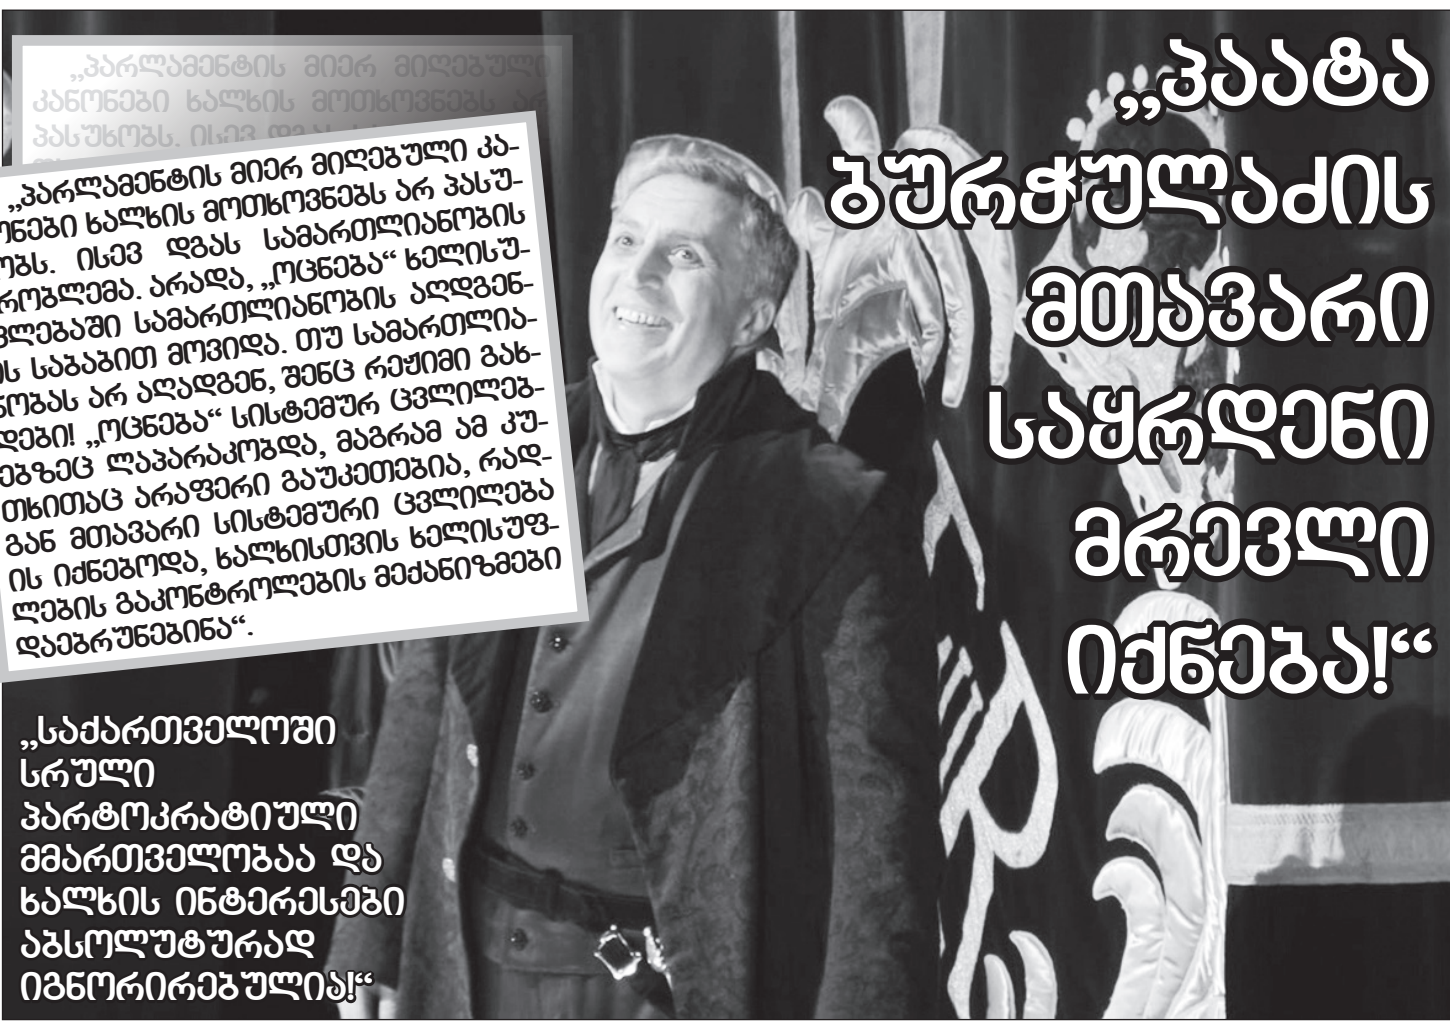 „პარლამენტის მიერ მიღებული
კანონები ხალხის მოთხოვნებს არ
პასუხობს. ისევ დგას
„პარლამენტის მიერ მიღებული კა-
ონები ხალხის მოთხოვნებს არ პასუ-
ობს. ისევ დგას სამართლიანობის
რობლემა. არადა, „ოცნება“ ხელისუ-
ვლებაში სამართლიანობის აღდგენ-
ის საბაბით მოვიდა. თუ სამართლია-
ნობას არ აღადგენ, შენც რეჟიმი გახ-
დები! „ოცნება“ სისტემურ ცვლილებ-
ებზეც ლაპარაკობდა, მაგრამ ამ კუ-
თხითაც არაფერი გაუკეთებია, რად-
გან მთავარი სისტემური ცვლილება
ის იქნებოდა, ხალხისთვის ხელისუფ-
ლების გაკონტროლების მექანიზმები
დაებრუნებინა“.
„პაატა
ბურჭულაძის
მთავარი
საყრდენი
მრევლი
იქნება!“
„საქართველოში
სრული
პარტოკრატიული
მმართველობაა და
ხალხის ინტერესები
აბსოლუტურად
იგნორირებულია!“